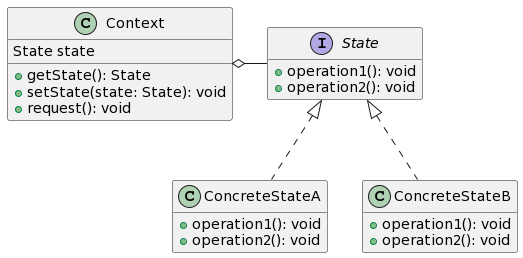 C Context
State state
getState(): State
setState(state: State): void
request(): void
I State
operation1(): void
operation2(): void
C ConcreteStateA
operation1(): void
operation2(): void
C ConcreteStateB
operation1(): void
operation2(): void